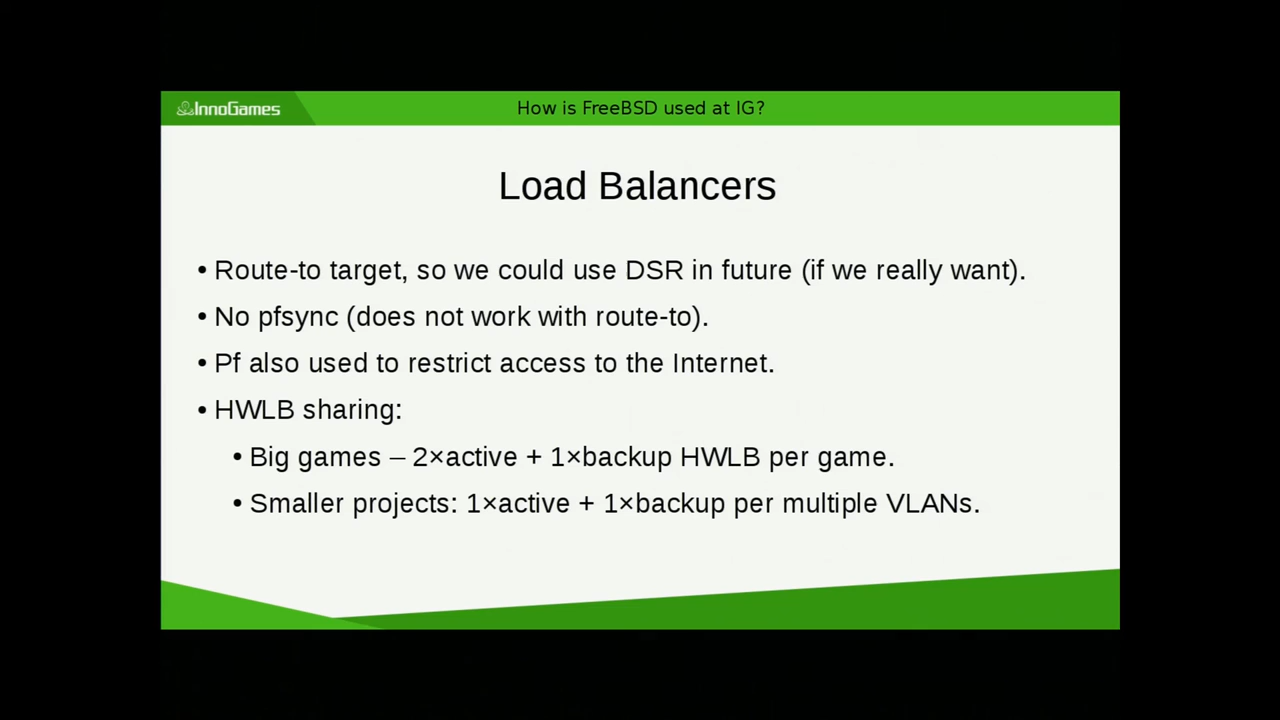 InnoGames
How is FreeBSD used at IG?
Load Balancers
• Route-to target, so we could use DSR in future (if we really want).
• No pfsync (does not work with route-to).
• Pf also used to restrict access to the Internet.
• HWLB sharing:
• Big games – 2×active + 1×backup HWLB per game.
• Smaller projects: 1×active + 1×backup per multiple VLANs.